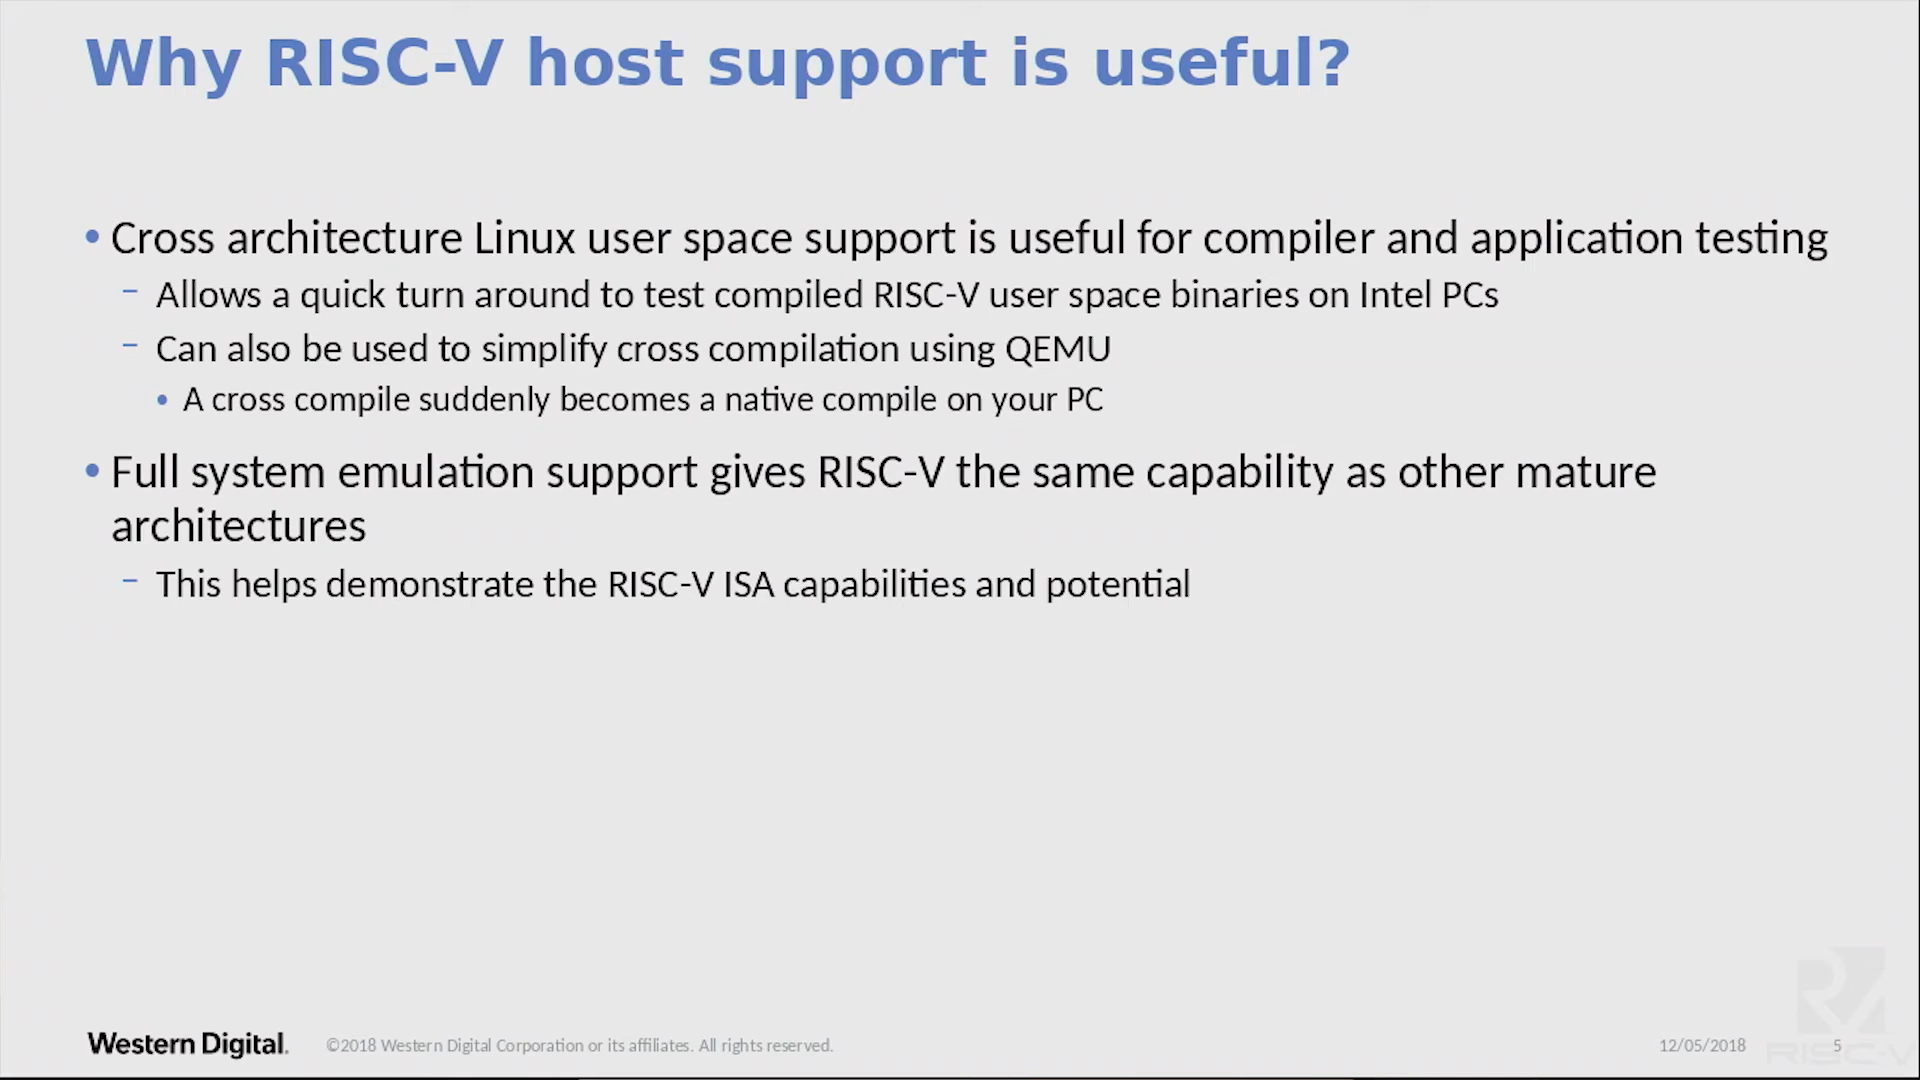 Why RISC-V host support is useful?
• Cross architecture Linux user space support is useful for compiler and application testing
– Allows a quick turn around to test compiled RISC-V user space binaries on Intel PCs
– Can also be used to simplify cross compilation using QEMU
• A cross compile suddenly becomes a native compile on your PC
• Full system emulation support gives RISC-V the same capability as other mature
architectures
– This helps demonstrate the RISC-V ISA capabilities and potential
Western Digital. ©2018 Western Digital Corporation or its affiliates. All rights reserved. 12/05/2018 5
RISC-V